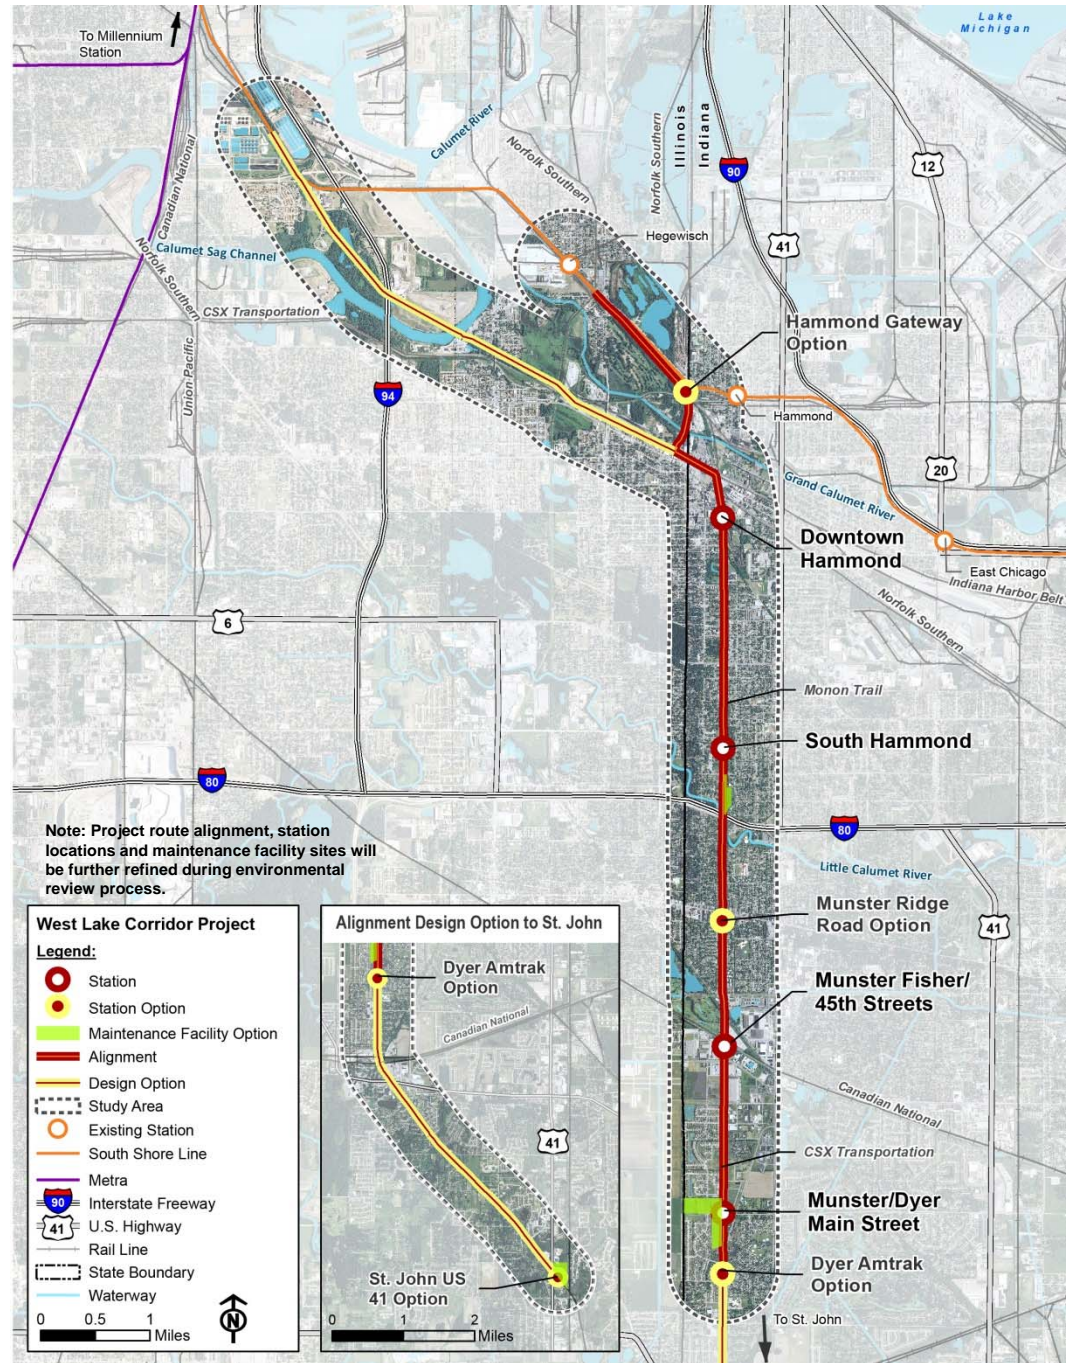 To Millennium
Station
Lake
Michigan
Calumet River
Norfolk Southern
Norfolk Southern
Illinois
Indiana
90
12
41
Canadian National
Hegewisch
Calumet Sag Channel
Norfolk Southern
CSX Transportation
Union Pacific
Hammond Gateway
Option
94
Hammond
20
Grand Calumet River
Downtown
Hammond
East Chicago
Indiana Harbor Belt
Norfolk Southern
6
Monon Trail
South Hammond
80
80
Note: Project route alignment, station
locations and maintenance facility sites will
be further refined during environmental
review process.
Little Calumet River
Munster Ridge
Road Option
41
Munster Fisher/
45th Streets
Canadian National
CSX Transportation
Munster/Dyer
Main Street
Dyer Amtrak
Option
To St. John
West Lake Corridor Project
Legend:
Station
Station Option
Maintenance Facility Option
Alignment
Design Option
Study Area
Existing Station
South Shore Line
Metra
90 Interstate Freeway
41 U.S. Highway
Rail Line
State Boundary
Waterway
0 0.5 1
Miles
N
Alignment Design Option to St. John
Dyer Amtrak
Option
Canadian National
41
St. John US
41 Option
0 1 2
Miles